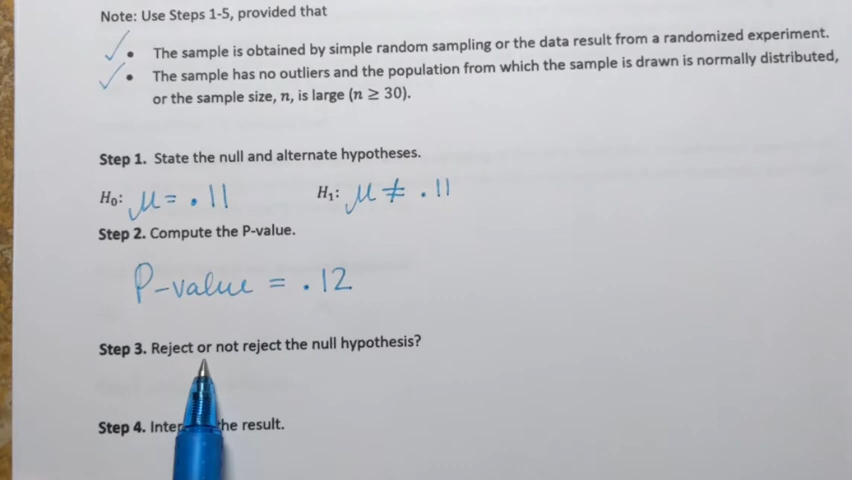 Note: Use Steps 1-5, provided that
• The sample is obtained by simple random sampling or the data result from a randomized experiment.
• The sample has no outliers and the population from which the sample is drawn is normally distributed,
or the sample size, n, is large (n ≥ 30).
Step 1. State the null and alternate hypotheses.
H₀: μ = .11 H₁: μ ≠ .11
Step 2. Compute the P-value.
P-value = .12
Step 3. Reject or not reject the null hypothesis?
Step 4. the result.